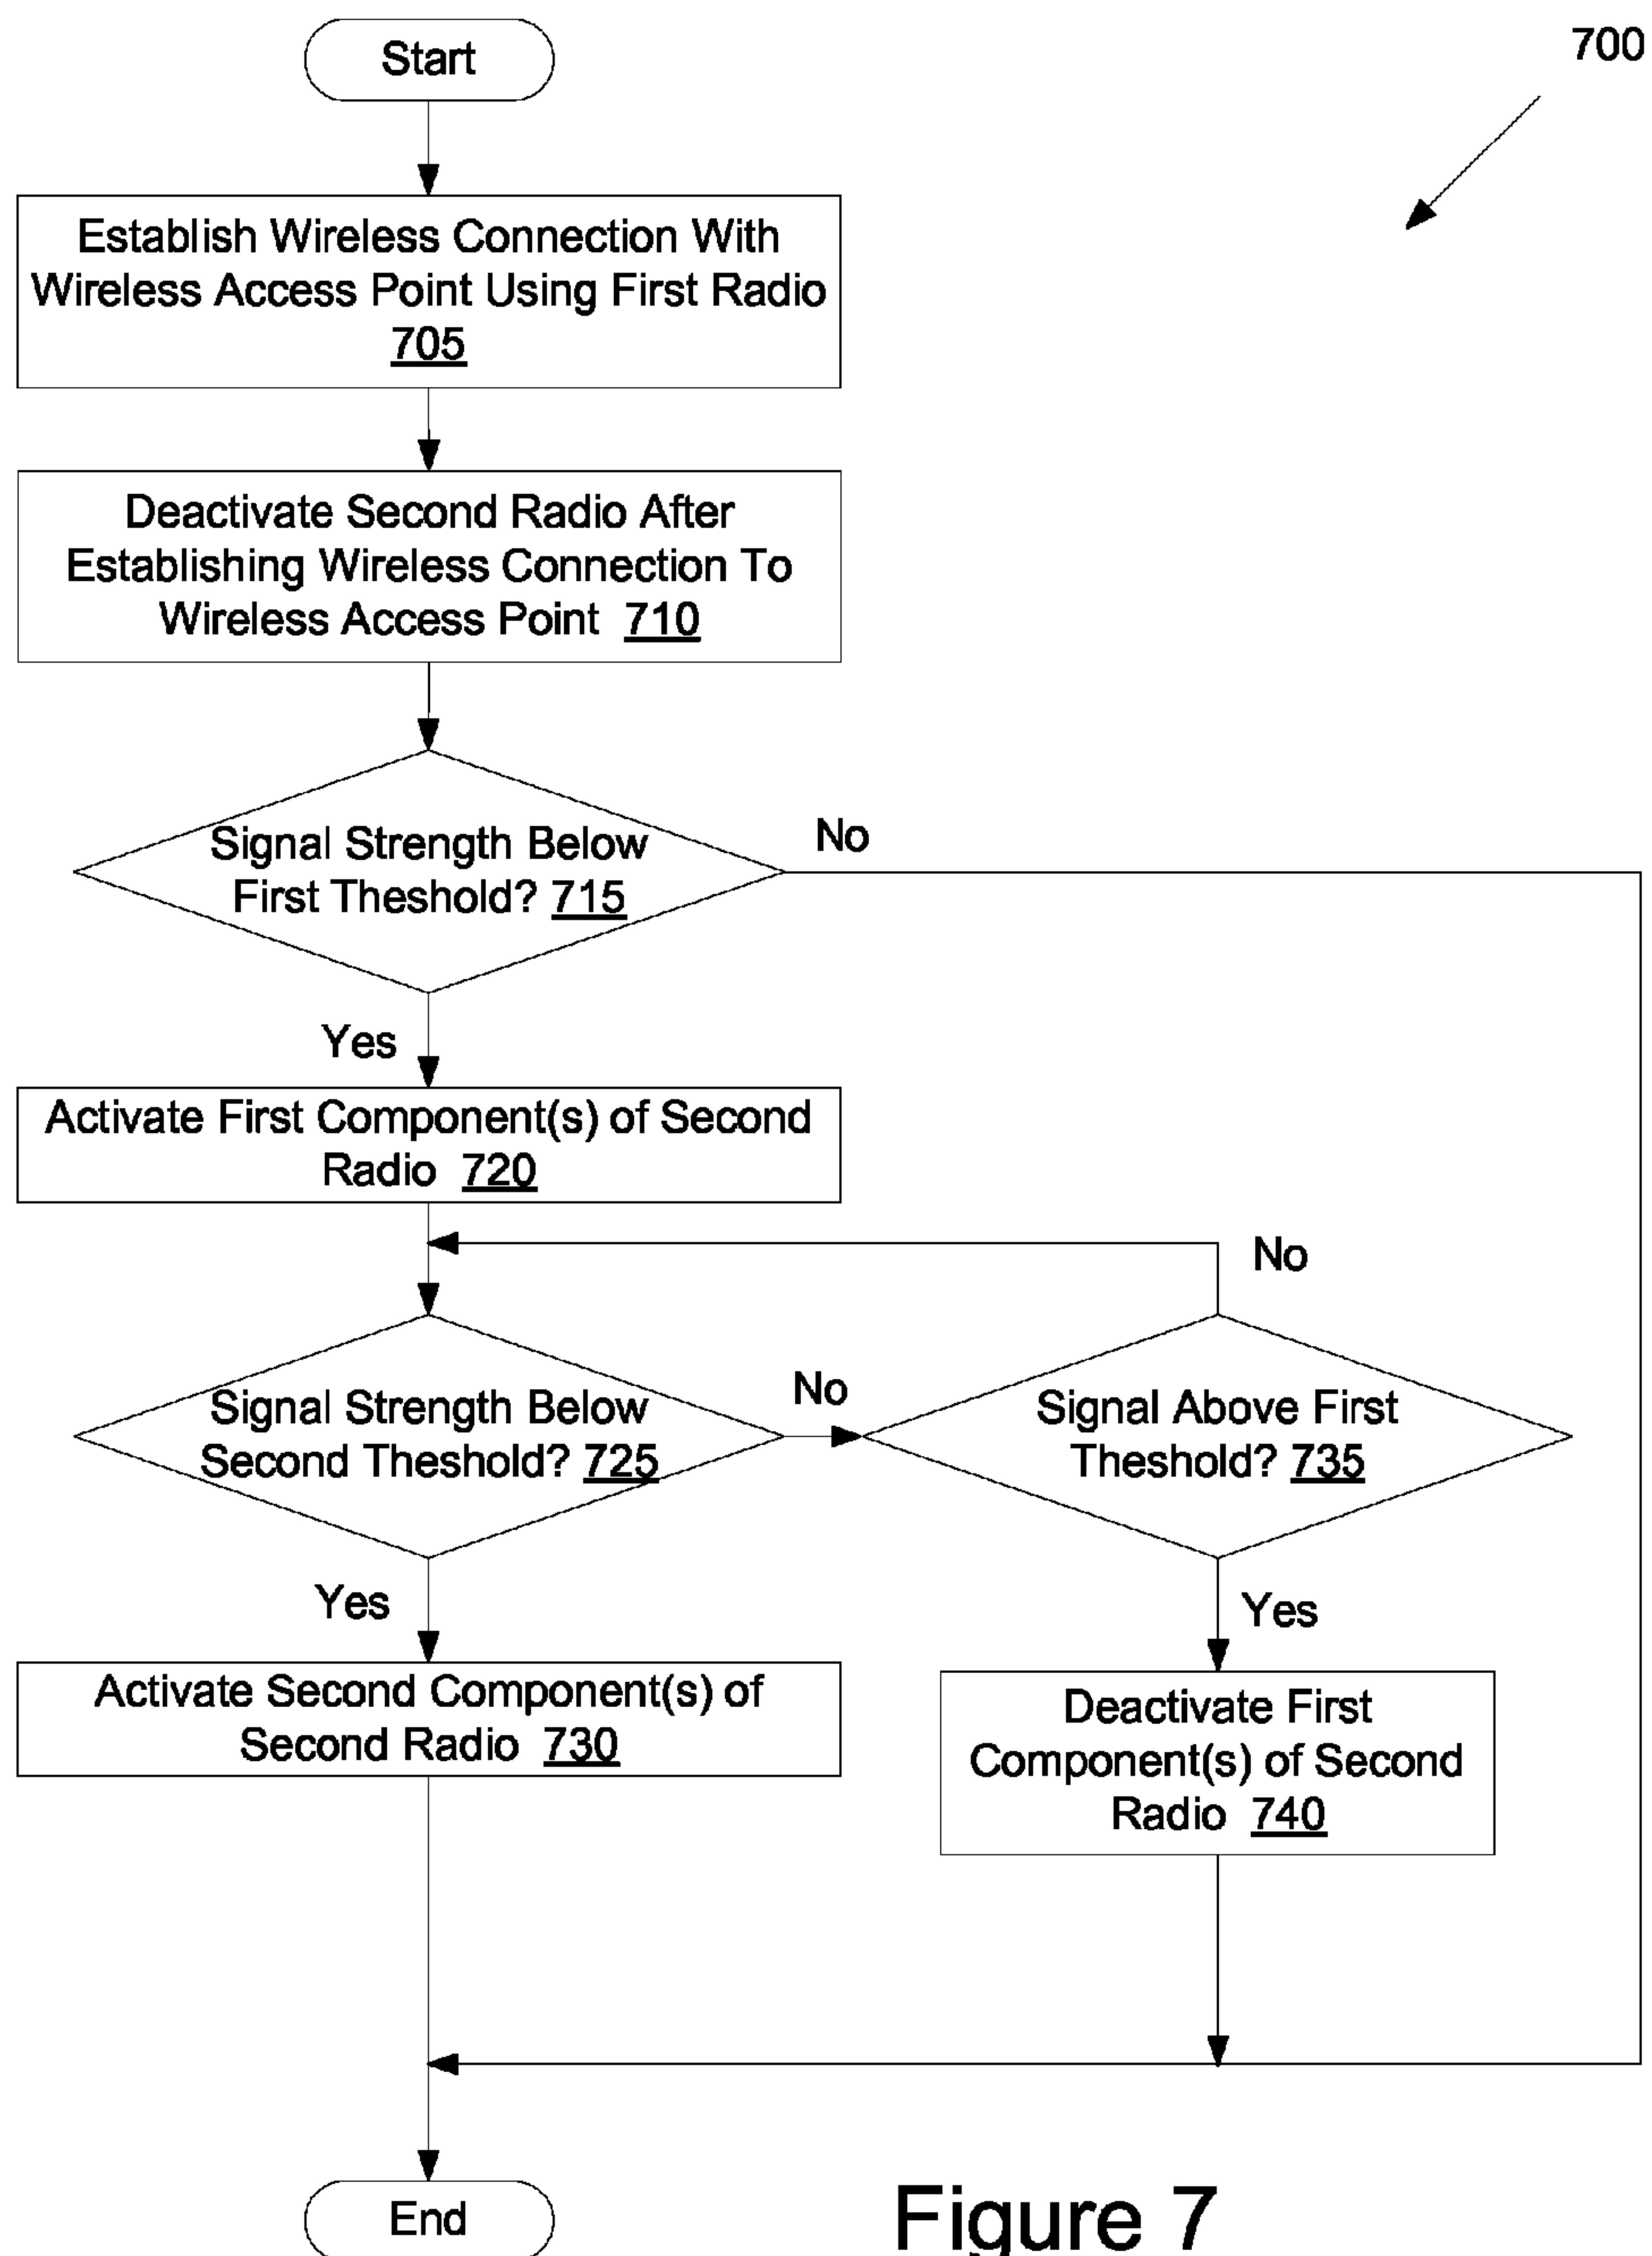 Start
700
Establish Wireless Connection With
Wireless Access Point Using First Radio
705
Deactivate Second Radio After
Establishing Wireless Connection To
Wireless Access Point 710
Signal Strength Below
First Theshold? 715
No
Yes
Activate First Component(s) of Second
Radio 720
No
Signal Strength Below
Second Theshold? 725
No
Signal Above First
Theshold? 735
Yes
Yes
Activate Second Component(s) of
Second Radio 730
Deactivate First
Component(s) of Second
Radio 740
End
Figure 7